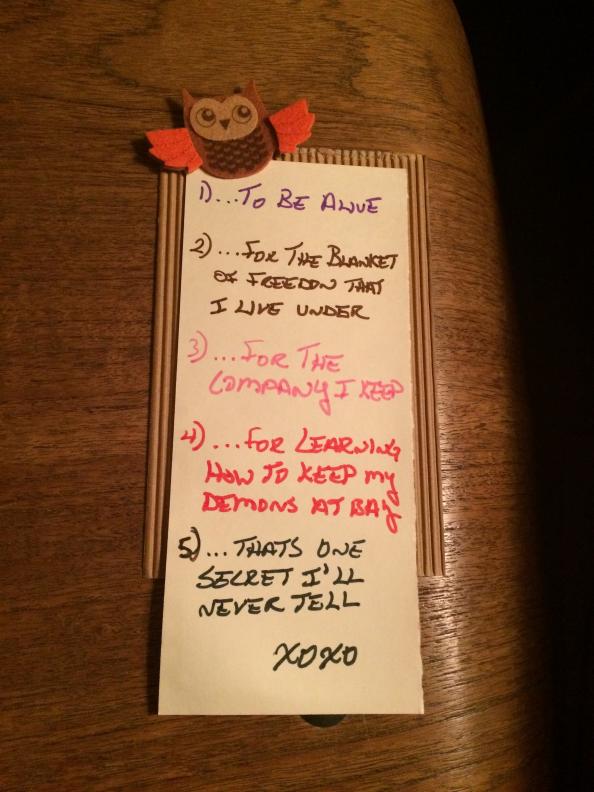 1)...TO BE ALIVE
2)...FOR THE BLANKET
OF FREEDON THAT
I LIVE UNDER
3)...FOR THE
COMPANY I KEEP
4)...FOR LEARNING
HOW TO KEEP MY
DEMONS AT BAY
5)...THATS ONE
SECRET I'LL
NEVER TELL
XOXO